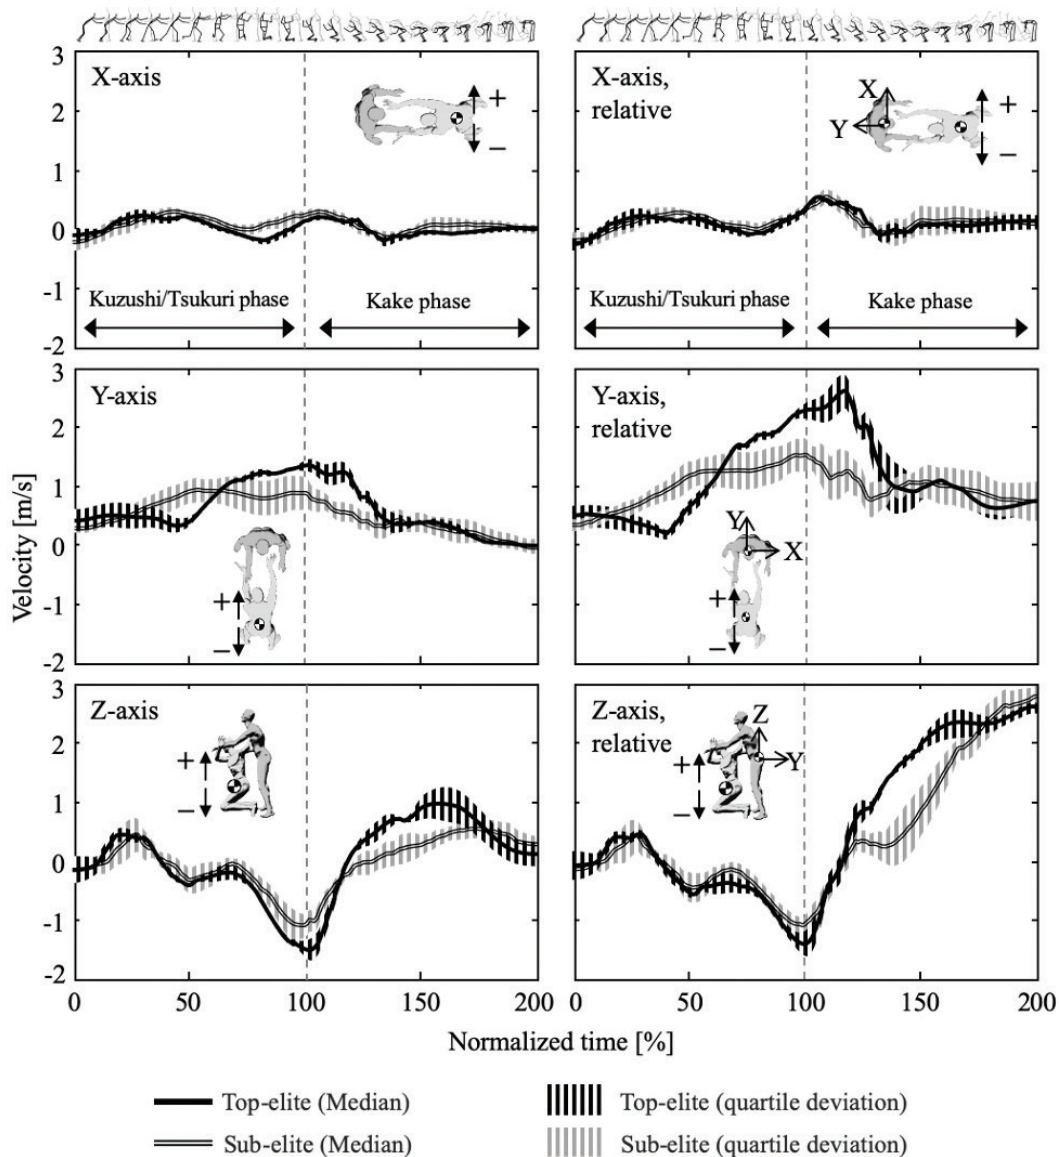 X-axis
X-axis,
relative
X
Y
+
−
+
−
3
2
1
0
-1
-2
Kuzushi/Tsukuri phase
Kake phase
Kuzushi/Tsukuri phase
Kake phase
Y-axis
Y-axis,
relative
3
2
1
0
-1
-2
Velocity [m/s]
+
−
Y
X
+
−
Z-axis
Z-axis,
relative
3
2
1
0
-1
-2
+
−
Z
Y
+
−
0 50 100 150 200
0 50 100 150 200
Normalized time [%]
Top-elite (Median)
Top-elite (quartile deviation)
Sub-elite (Median)
Sub-elite (quartile deviation)